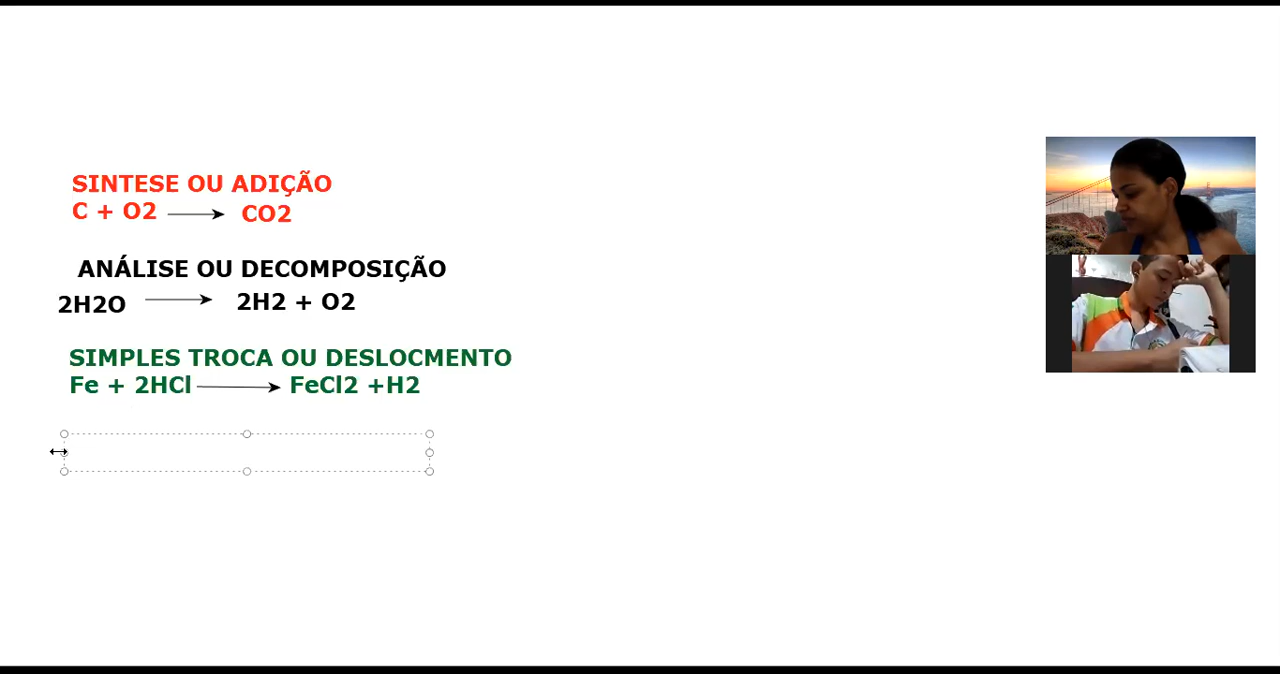 SINTESE OU ADIÇÃO
C + O2 → CO2
ANÁLISE OU DECOMPOSIÇÃO
2H2O → 2H2 + O2
SIMPLES TROCA OU DESLOCMENTO
Fe + 2HCl → FeCl2 +H2